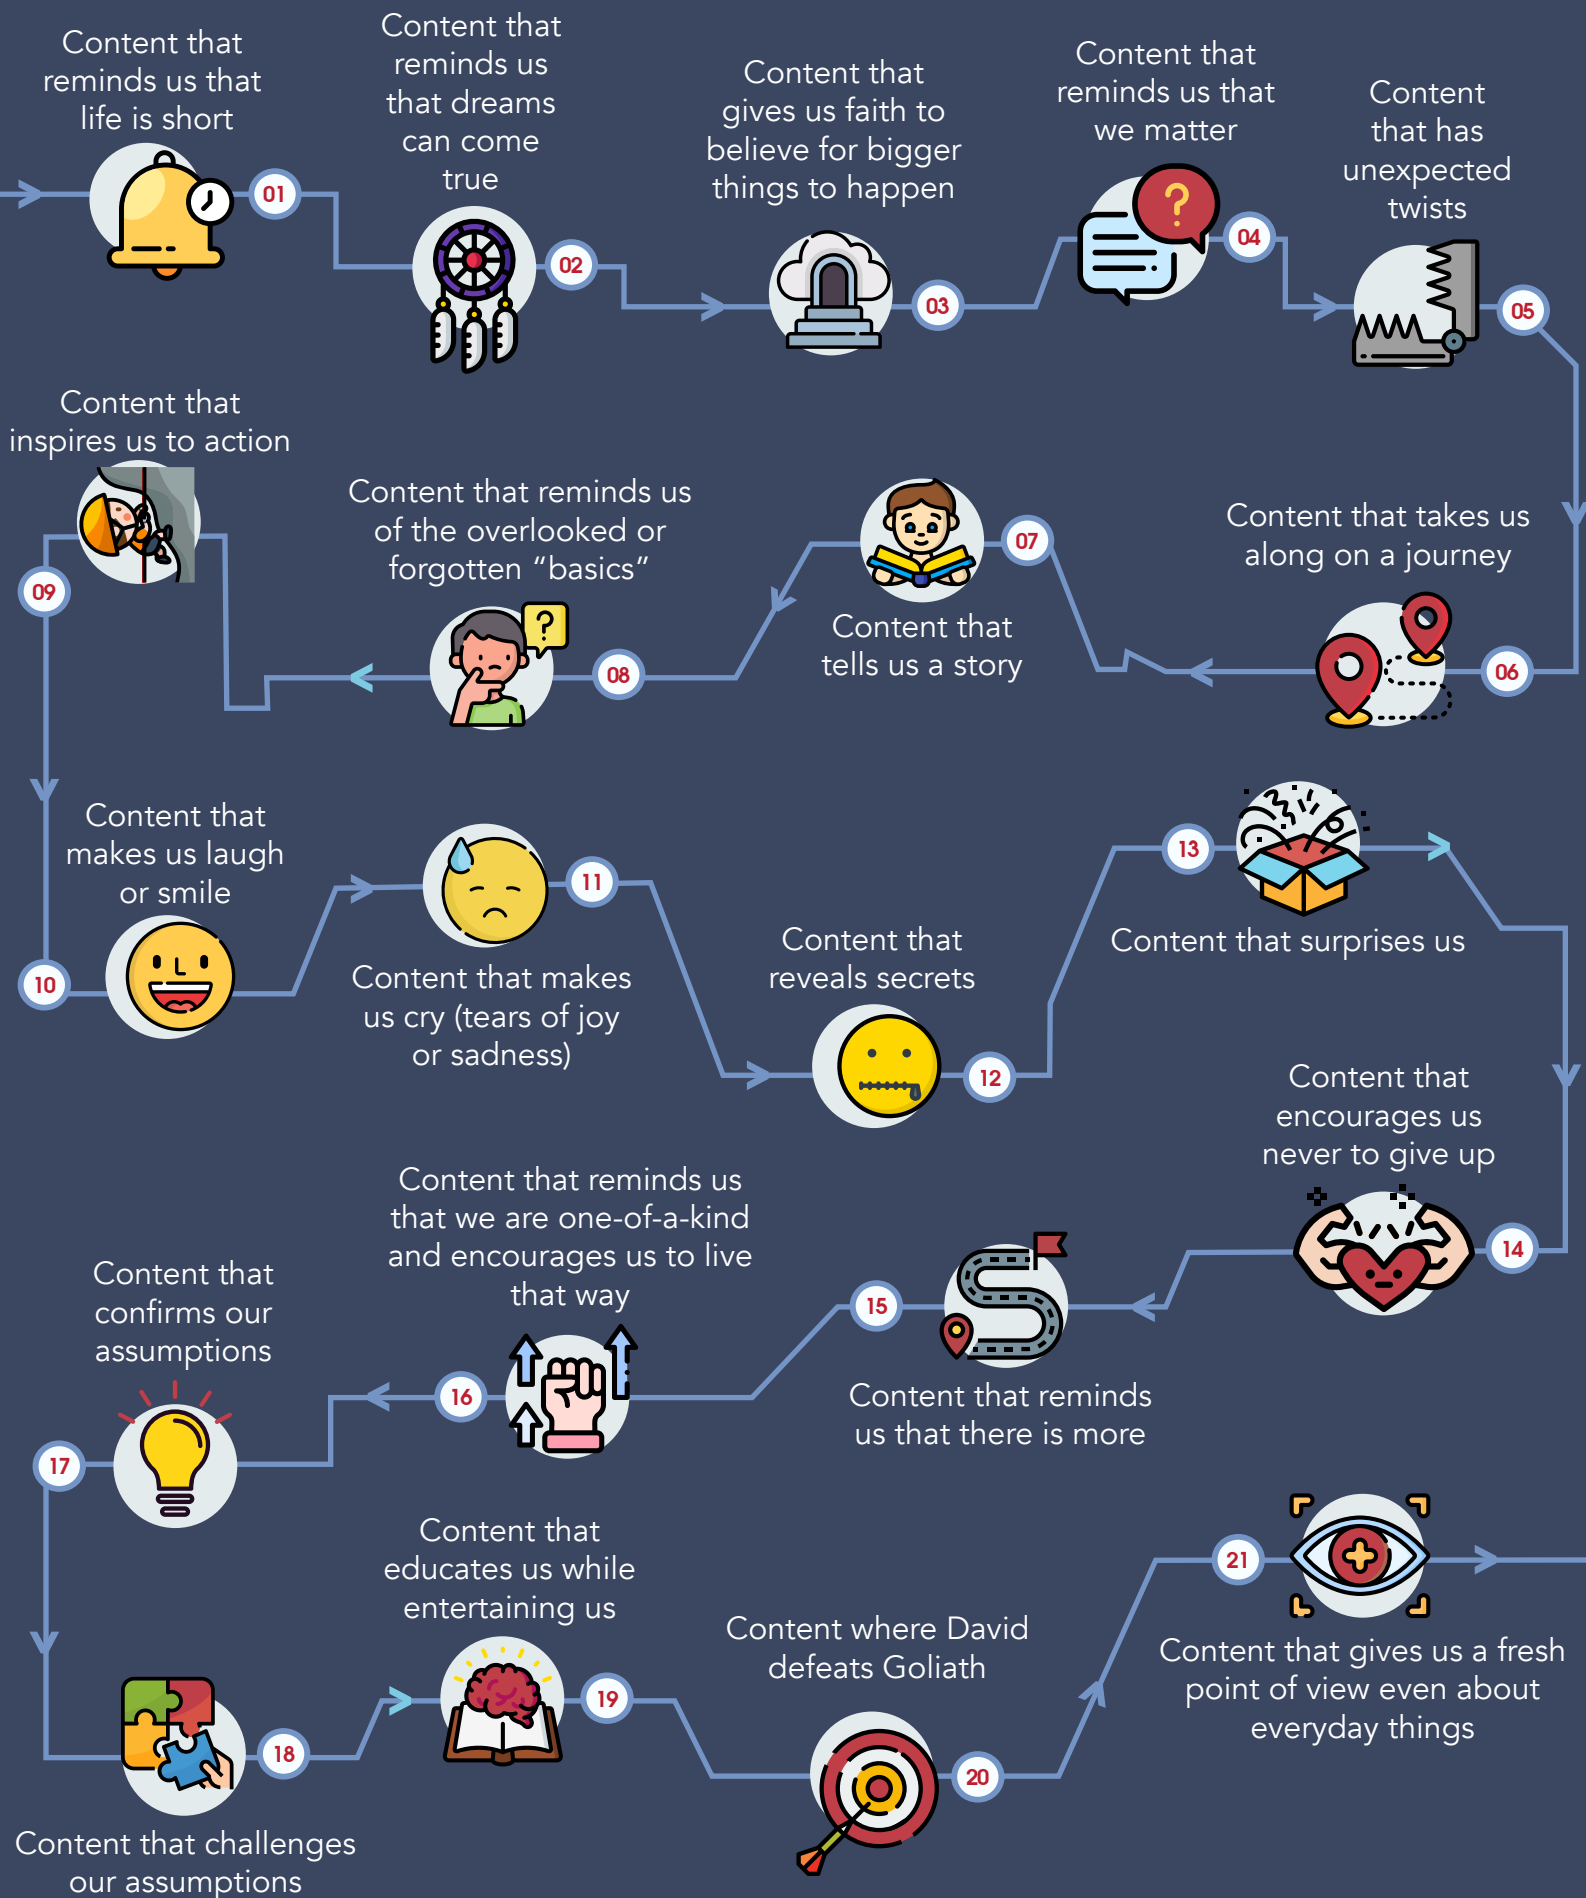 Content that
reminds us that
life is short
01
Content that
reminds us
that dreams
can come
true
02
Content that
gives us faith to
believe for bigger
things to happen
03
Content that
reminds us that
we matter
?
04
Content
that has
unexpected
twists
05
Content that takes us
along on a journey
06
07
Content that
tells us a story
Content that reminds us
of the overlooked or
forgotten “basics”
?
08
Content that
inspires us to action
09
Content that
makes us laugh
or smile
10
11
Content that makes
us cry (tears of joy
or sadness)
Content that
reveals secrets
12
13
Content that surprises us
Content that
encourages us
never to give up
14
15
Content that reminds
us that there is more
Content that reminds us
that we are one-of-a-kind
and encourages us to live
that way
16
Content that
confirms our
assumptions
17
18
Content that challenges
our assumptions
Content that
educates us while
entertaining us
19
Content where David
defeats Goliath
20
21
Content that gives us a fresh
point of view even about
everyday things